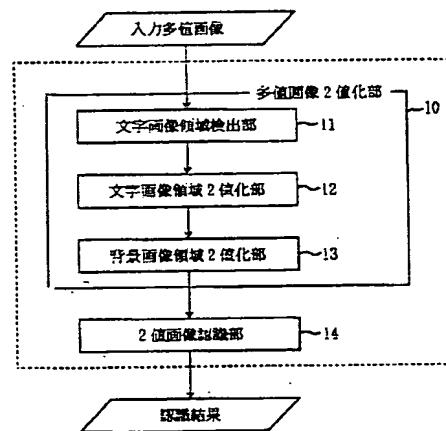 入力多値画像
多値画像2値化部
10
文字画像領域検出部
11
文字画像領域2値化部
12
背景画像領域2値化部
13
2値画像認識部
14
認識結果